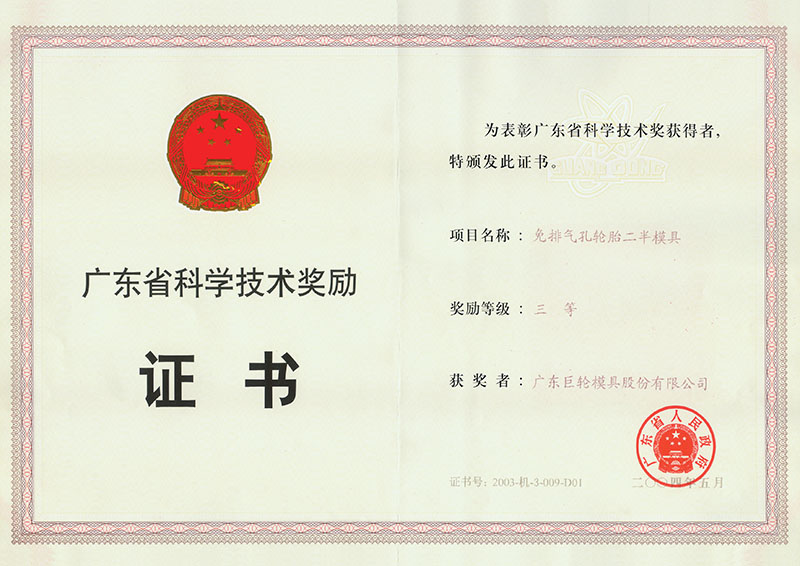 广东省科学技术奖励
证书
为表彰广东省科学技术奖获得者，
特颁发此证书。
GUANG DONG
项目名称：免排气孔轮胎二半模具
奖励等级：三 等
获 奖 者：广东巨轮模具股份有限公司
广东省人民政府
证书号：2003-机-3-009-D01
二〇〇四年五月